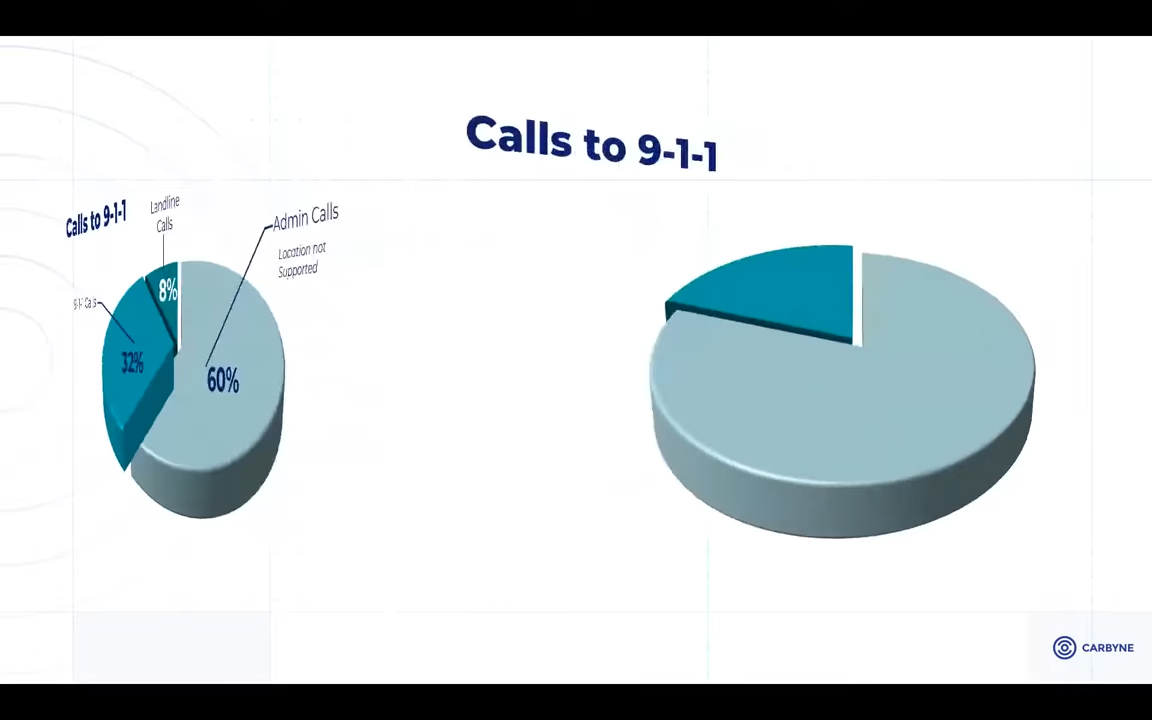 Calls to 9-1-1
Calls to 9-1-1
Landline
Calls
Admin Calls
Location not
Supported
8%
Calls
32%
60%
CARBYNE